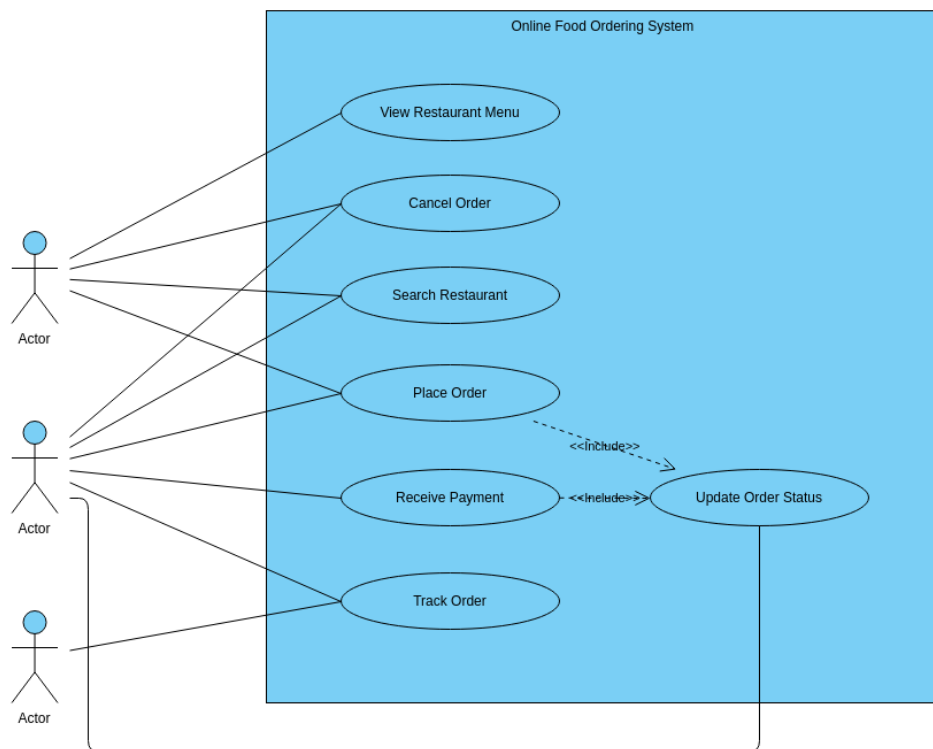 Online Food Ordering System
View Restaurant Menu
Cancel Order
Search Restaurant
Actor
Place Order
<<Include>>
Receive Payment
<<Include>>
Update Order Status
Actor
Track Order
Actor